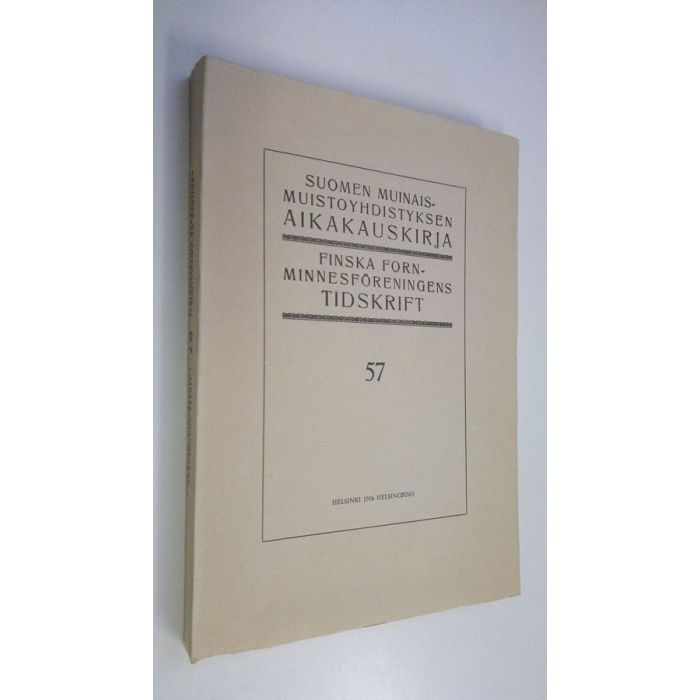 SUOMEN MUINAIS-
MUISTOYHDISTYKSEN
AIKAKAUSKIRJA
FINSKA FORN-
MINNESFÖRENINGENS
TIDSKRIFT
57
HELSINKI 1956 HELSINGFORS